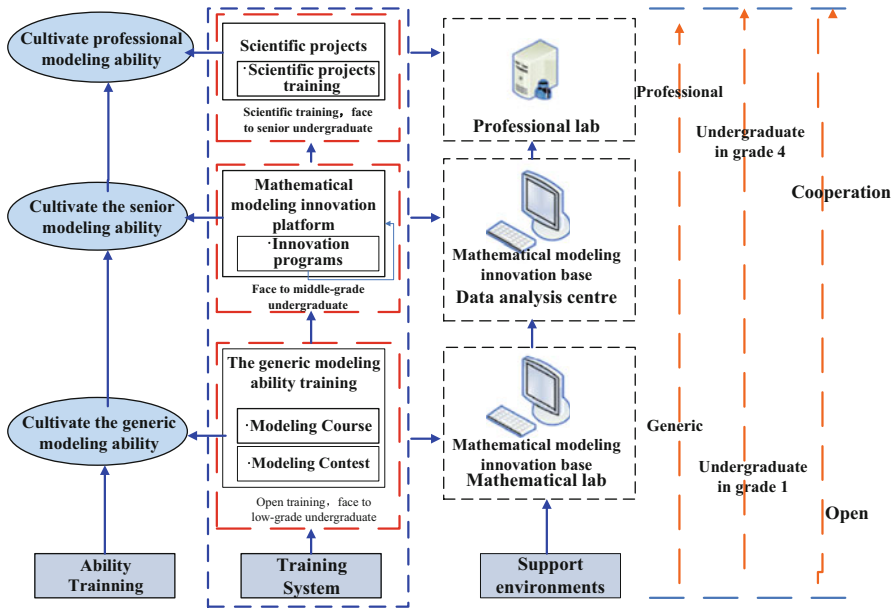 Cultivate professional
modeling ability
Cultivate the senior
modeling ability
Cultivate the generic
modeling ability
Ability
Trainning
Scientific projects
·Scientific projects
training
Scientific training, face
to senior undergraduate
Mathematical
modeling innovation
platform
·Innovation
programs
Face to middle-grade
undergraduate
The generic modeling
ability training
·Modeling Course
·Modeling Contest
Open training, face to
low-grade undergraduate
Training
System
Professional lab
Mathematical modeling
innovation base
Data analysis centre
Mathematical modeling
innovation base
Mathematical lab
Support
environments
Professional
Generic
Undergraduate
in grade 4
Undergraduate
in grade 1
Cooperation
Open